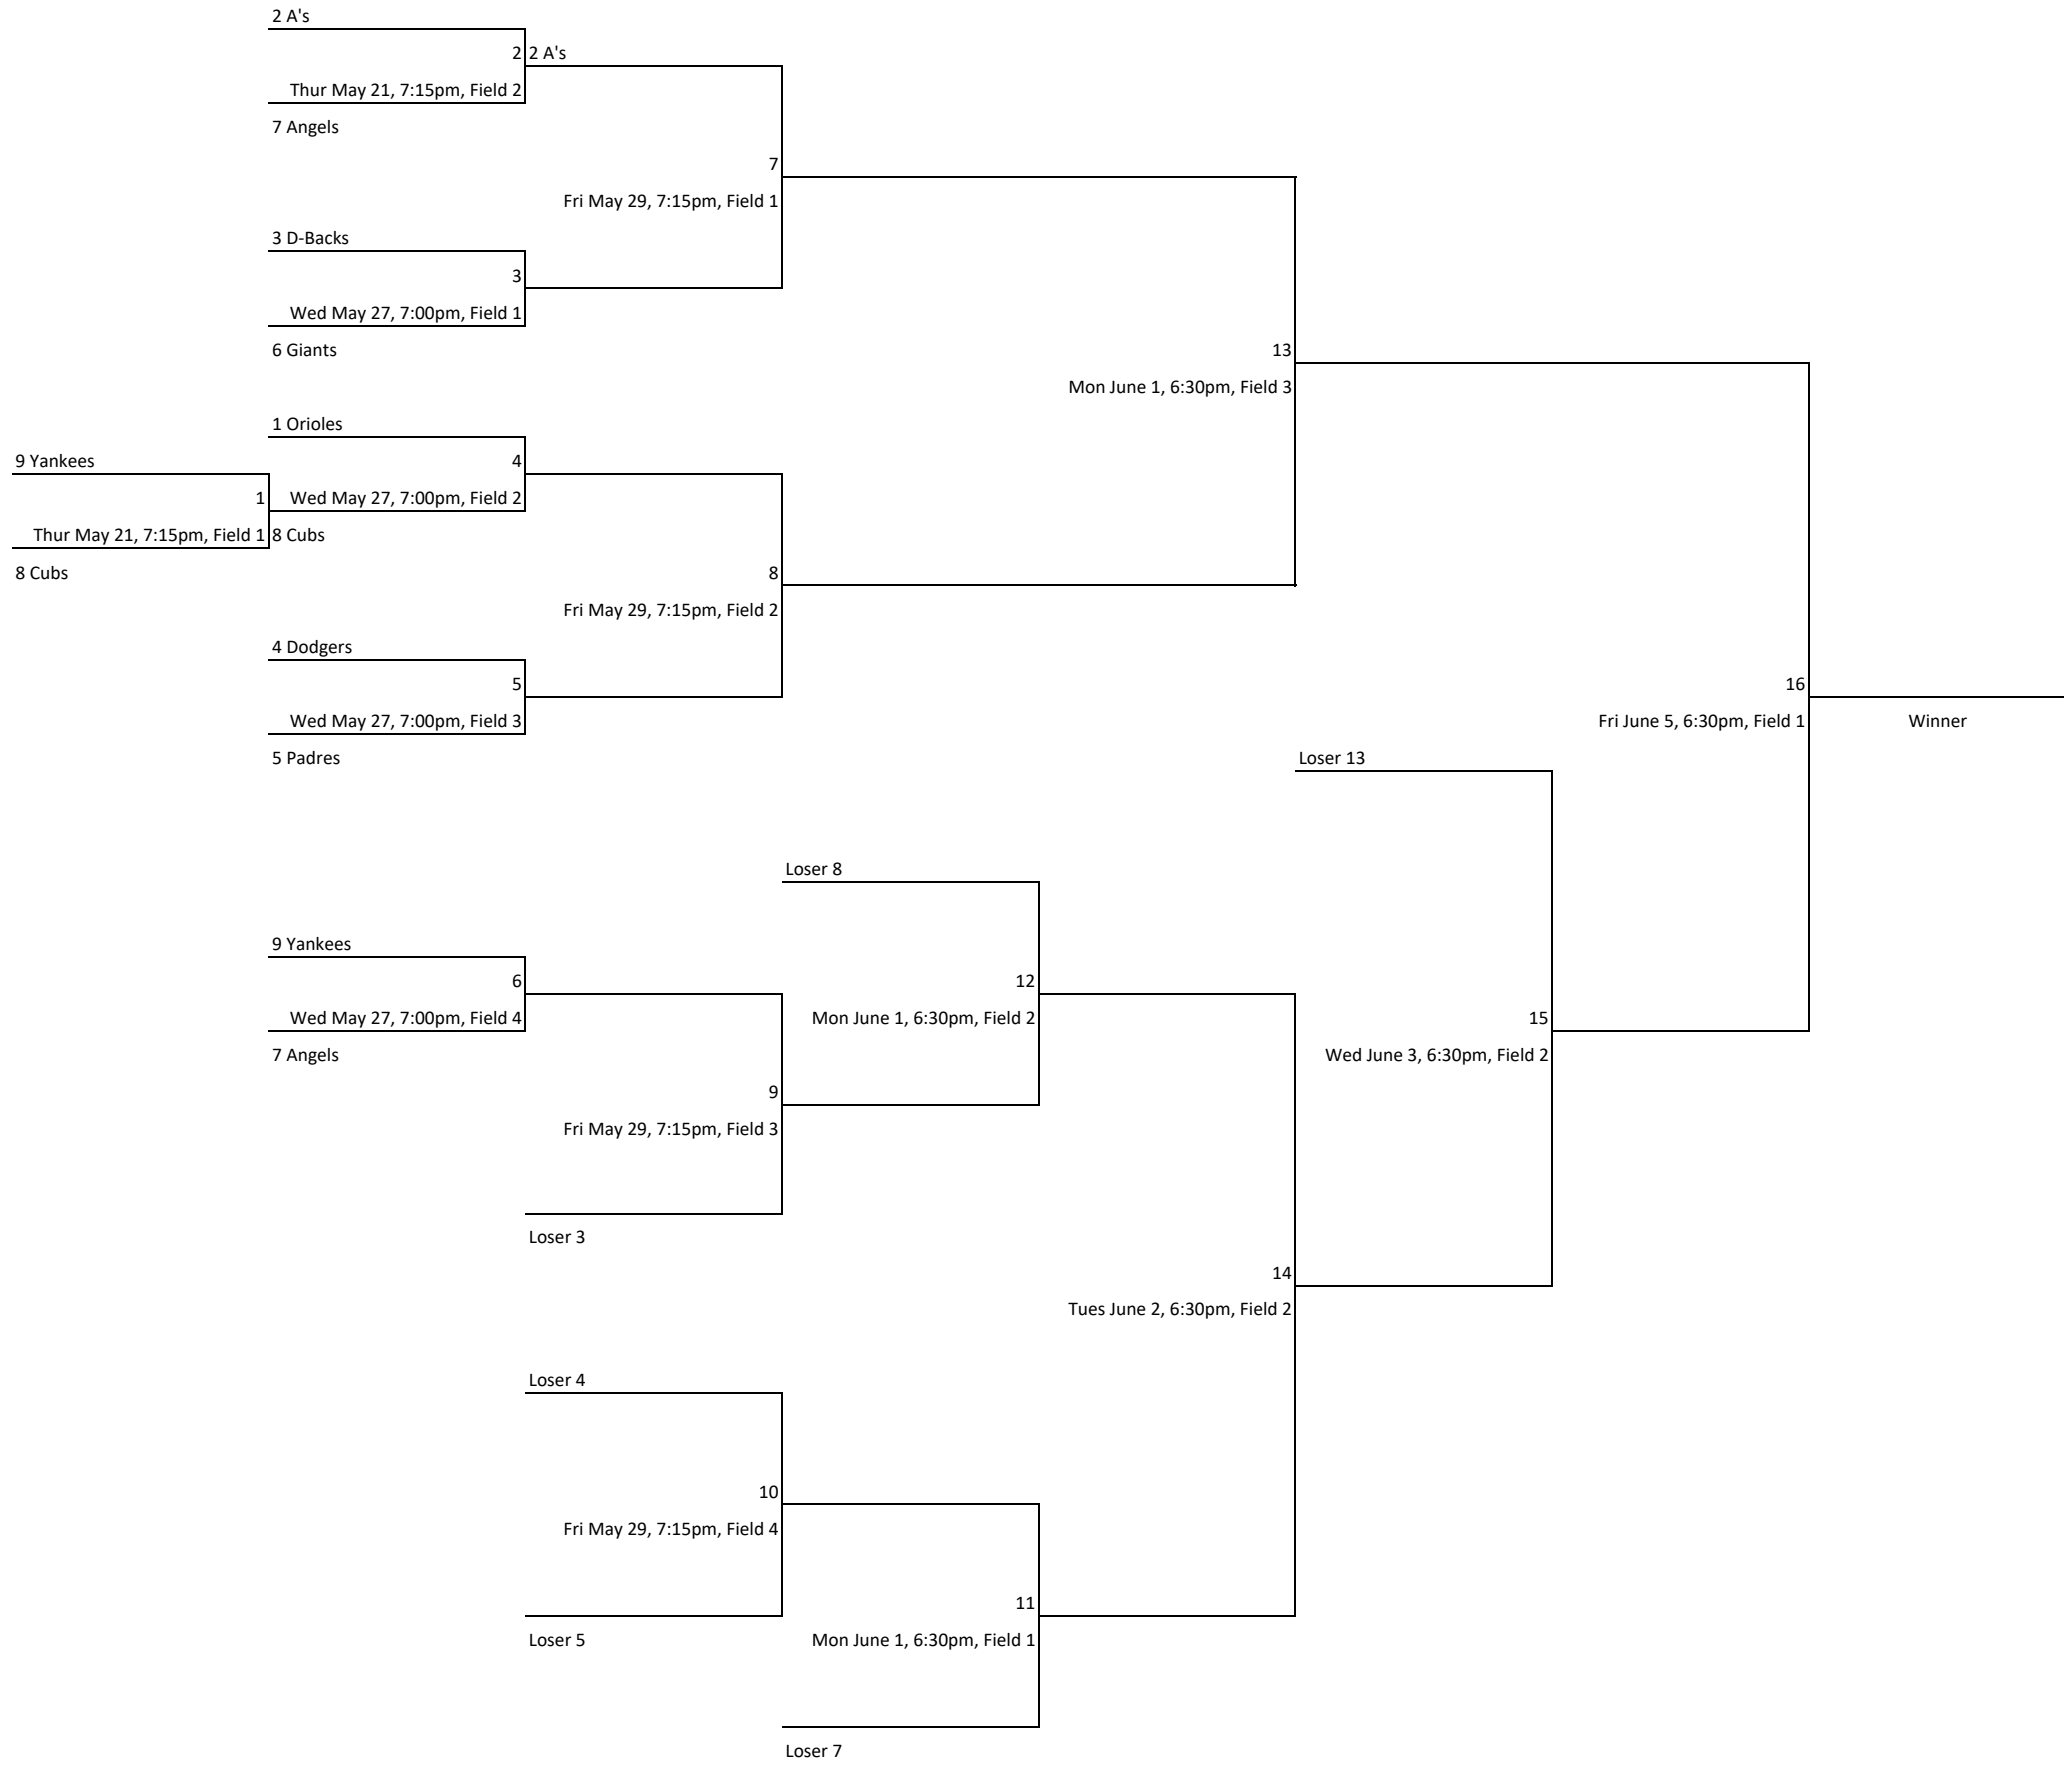 2 A's
2 2 A's
Thur May 21, 7:15pm, Field 2
7 Angels
7
Fri May 29, 7:15pm, Field 1
3 D-Backs
3
Wed May 27, 7:00pm, Field 1
6 Giants
13
Mon June 1, 6:30pm, Field 3
1 Orioles
9 Yankees
4
1
Wed May 27, 7:00pm, Field 2
Thur May 21, 7:15pm, Field 1
8 Cubs
8 Cubs
8
Fri May 29, 7:15pm, Field 2
4 Dodgers
5
Wed May 27, 7:00pm, Field 3
5 Padres
16
Fri June 5, 6:30pm, Field 1
Winner
Loser 13
Loser 8
9 Yankees
6
Wed May 27, 7:00pm, Field 4
7 Angels
12
Mon June 1, 6:30pm, Field 2
15
Wed June 3, 6:30pm, Field 2
9
Fri May 29, 7:15pm, Field 3
Loser 3
14
Tues June 2, 6:30pm, Field 2
Loser 4
10
Fri May 29, 7:15pm, Field 4
Loser 5
11
Mon June 1, 6:30pm, Field 1
Loser 7